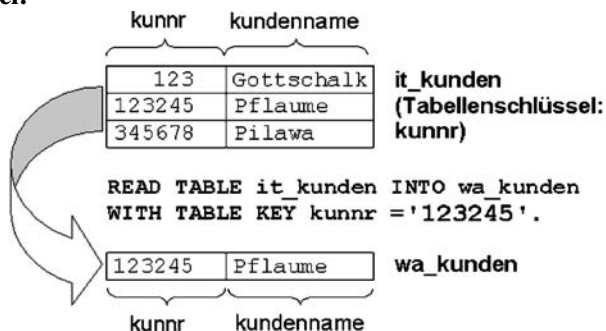 kunnr kundenname
123 Gottschalk it_kunden
123245 Pflaume (Tabellenschlüssel:
345678 Pilawa kunnr)
READ TABLE it_kunden INTO wa_kunden
WITH TABLE KEY kunnr ='123245'.
123245 Pflaume wa_kunden
kunnr kundenname